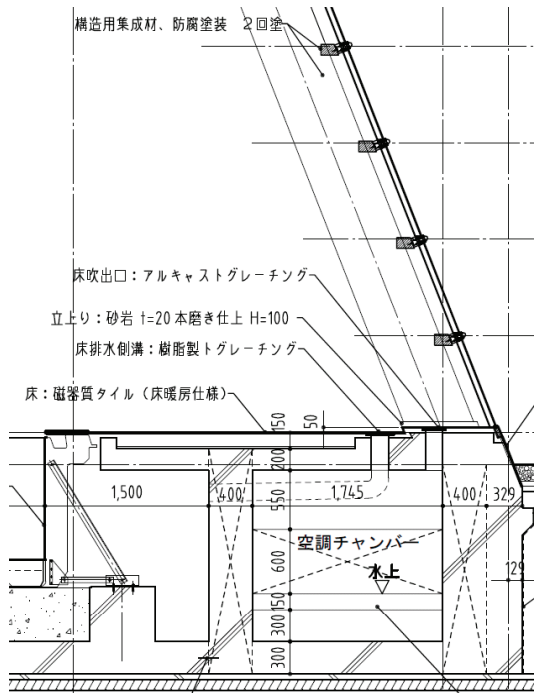 構造用集成材、防腐塗装　２回塗
床吹出口：アルキャストグレーチング
立上り：砂岩 t=20 本磨き仕上 H=100
床排水側溝：樹脂製トグレーチング
床：磁器質タイル（床暖房仕様）
150
50
200
1,500
400
550
1,745
400
329
600
空調チャンバー
水上
129
150
300
300